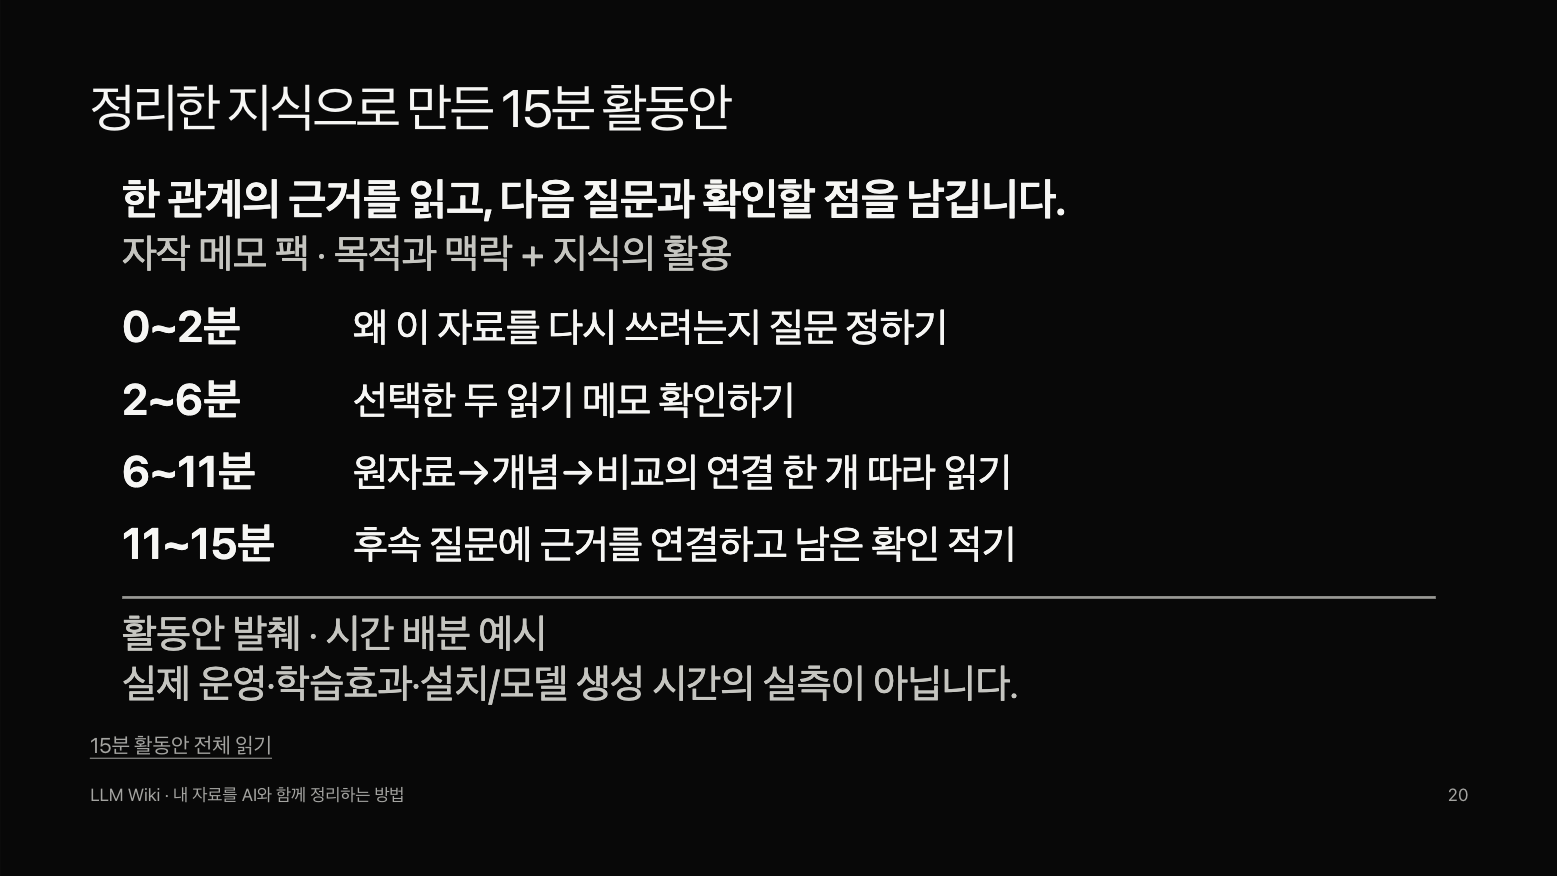 정리한 지식으로 만든 15분 활동안
한 관계의 근거를 읽고, 다음 질문과 확인할 점을 남깁니다.
자작 메모 팩 · 목적과 맥락 + 지식의 활용
0~2분 왜 이 자료를 다시 쓰려는지 질문 정하기
2~6분 선택한 두 읽기 메모 확인하기
6~11분 원자료→개념→비교의 연결 한 개 따라 읽기
11~15분 후속 질문에 근거를 연결하고 남은 확인 적기
활동안 발췌 · 시간 배분 예시
실제 운영·학습효과·설치/모델 생성 시간의 실측이 아닙니다.
15분 활동안 전체 읽기
LLM Wiki · 내 자료를 AI와 함께 정리하는 방법
20